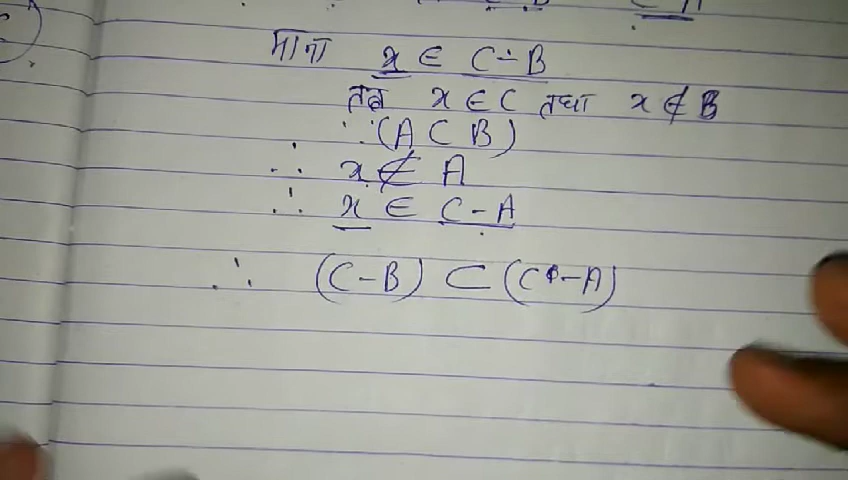 माना x ∈ C - B
तब x ∈ C तथा x ∉ B
∵ (A ⊂ B)
∴ x ∉ A
∴ x ∈ C - A
∴ (C - B) ⊂ (C - A)